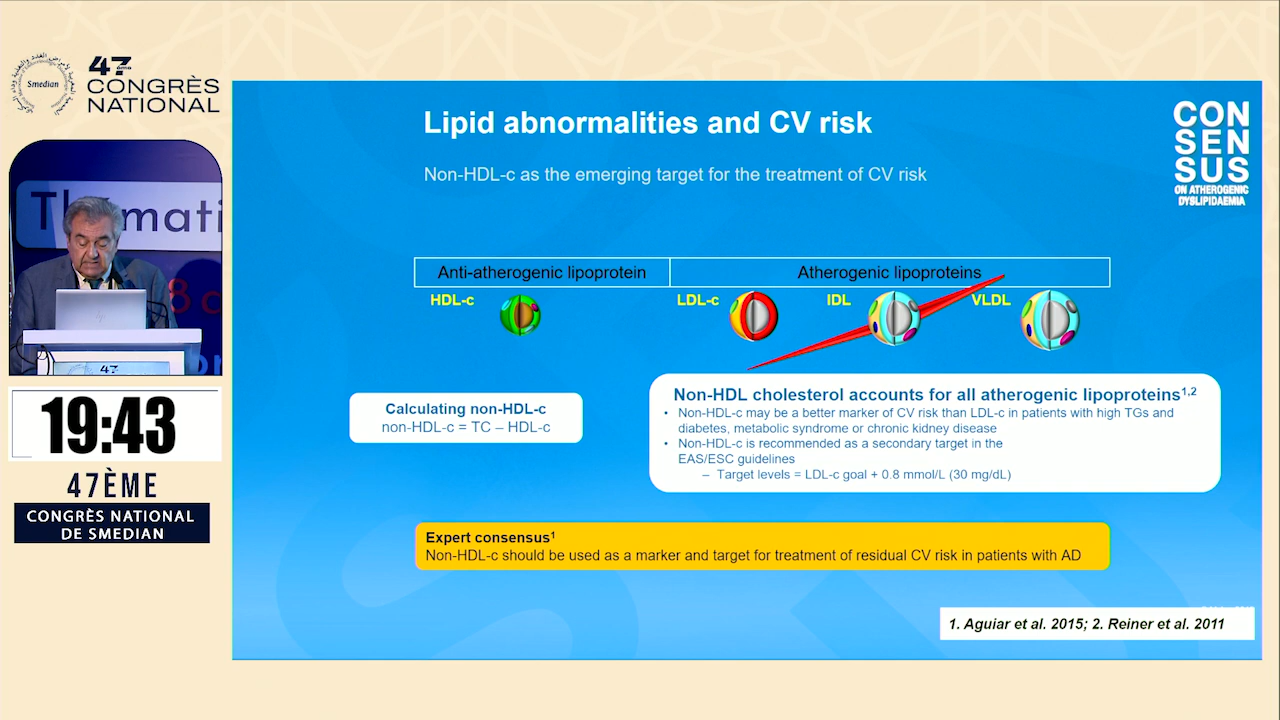 47ème
CONGRÈS
NATIONAL
Smedian
Themati
47
19:43
47ÈME
CONGRÈS NATIONAL
DE SMEDIAN
Lipid abnormalities and CV risk
Non-HDL-c as the emerging target for the treatment of CV risk
CON
SEN
SUS
ON ATHEROGENIC
DYSLIPIDAEMIA
Anti-atherogenic lipoprotein
Atherogenic lipoproteins
HDL-c
LDL-c
IDL
VLDL
Calculating non-HDL-c
non-HDL-c = TC – HDL-c
Non-HDL cholesterol accounts for all atherogenic lipoproteins1,2
• Non-HDL-c may be a better marker of CV risk than LDL-c in patients with high TGs and
diabetes, metabolic syndrome or chronic kidney disease
• Non-HDL-c is recommended as a secondary target in the
EAS/ESC guidelines
– Target levels = LDL-c goal + 0.8 mmol/L (30 mg/dL)
Expert consensus1
Non-HDL-c should be used as a marker and target for treatment of residual CV risk in patients with AD
1. Aguiar et al. 2015; 2. Reiner et al. 2011